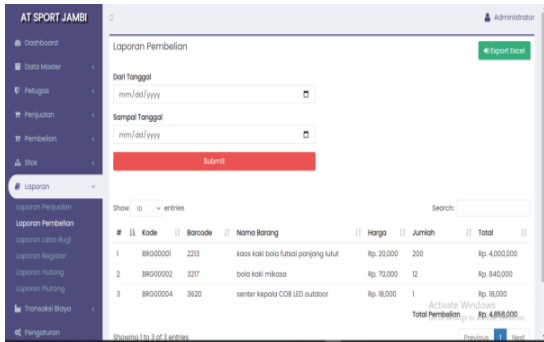 AT SPORT JAMBI
Administrator
Dashboard
Data Master
Petugas
Penjualan
Pembelian
Stok
Laporan
Laporan Penjualan
Laporan Pembelian
Laporan Laba Rugi
Laporan Register
Laporan Hutang
Laporan Piutang
Transaksi Biaya
Pengaturan
Laporan Pembelian
Export Excel
Dari Tanggal
mm/dd/yyyy
Sampai Tanggal
mm/dd/yyyy
Submit
Show 10 entries Search:
# Kode Barcode Nama Barang Harga Jumlah Total
1 BRG00001 2213 kaos kaki bola futsal panjang lutut Rp. 20,000 200 Rp. 4,000,000
2 BRG00002 3217 bola kaki mikasa Rp. 70,000 12 Rp. 840,000
3 BRG00004 3620 senter kepala COB LED outdoor Rp. 18,000 1 Rp. 18,000
Total Pembelian Rp. 4,858,000
Activate Windows
Showing 1 to 3 of 3 entries Previous 1 Next